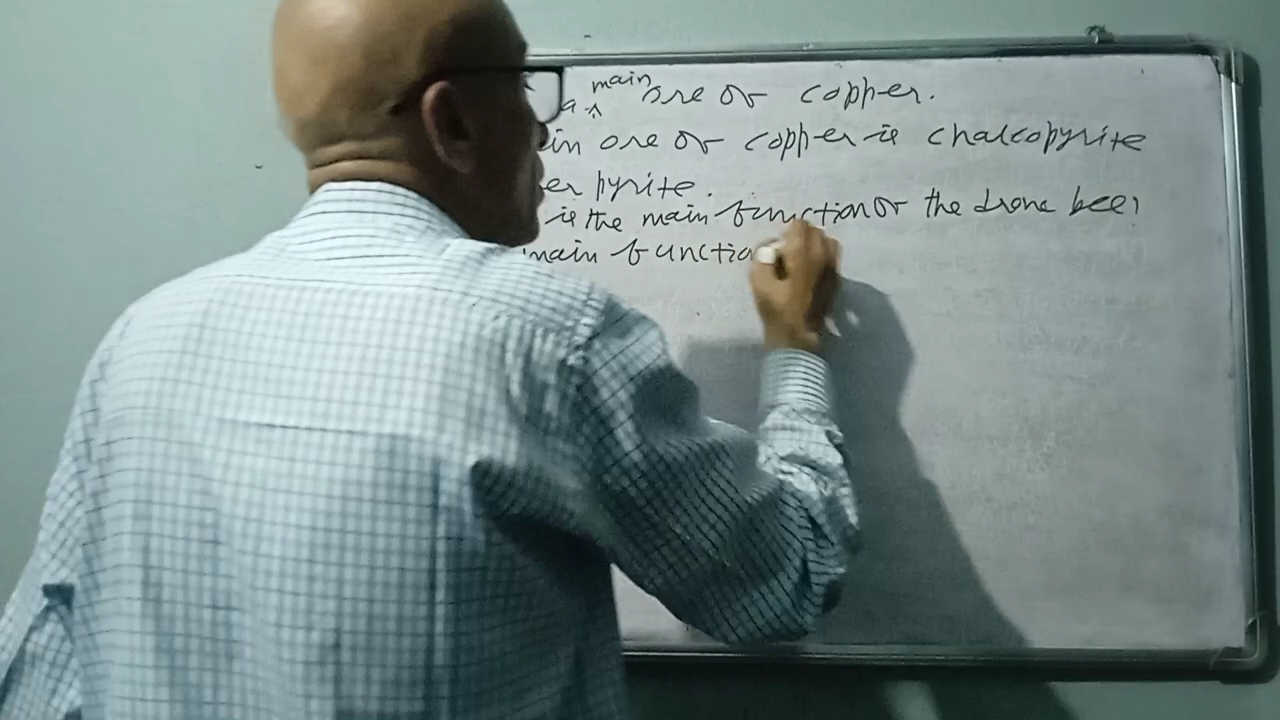 a main ore of copper.
in ore of copper is chalcopyrite
er pyrite.
is the main function of the drone bee?
main functio